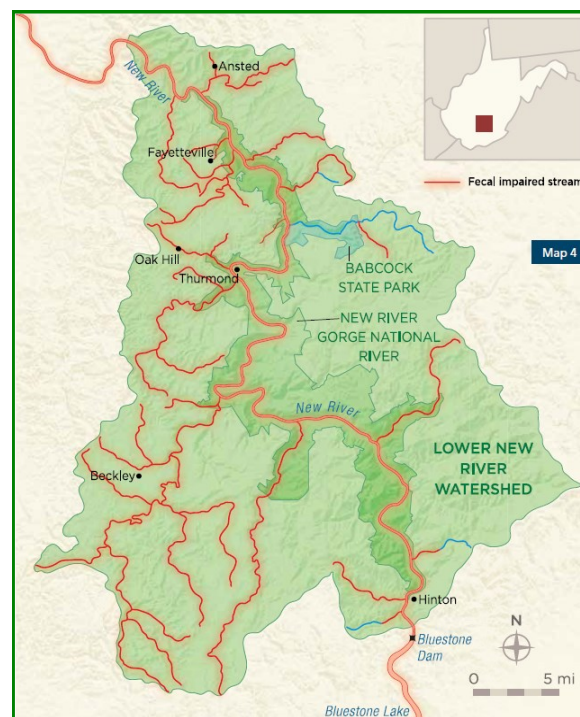 New River
Ansted
Fayetteville
Fecal impaired stream
Map 4
Oak Hill
Thurmond
BABCOCK
STATE PARK
NEW RIVER
GORGE NATIONAL
RIVER
New River
LOWER NEW
RIVER
WATERSHED
Beckley
Hinton
N
Bluestone
Dam
0 5 mi
Bluestone Lake